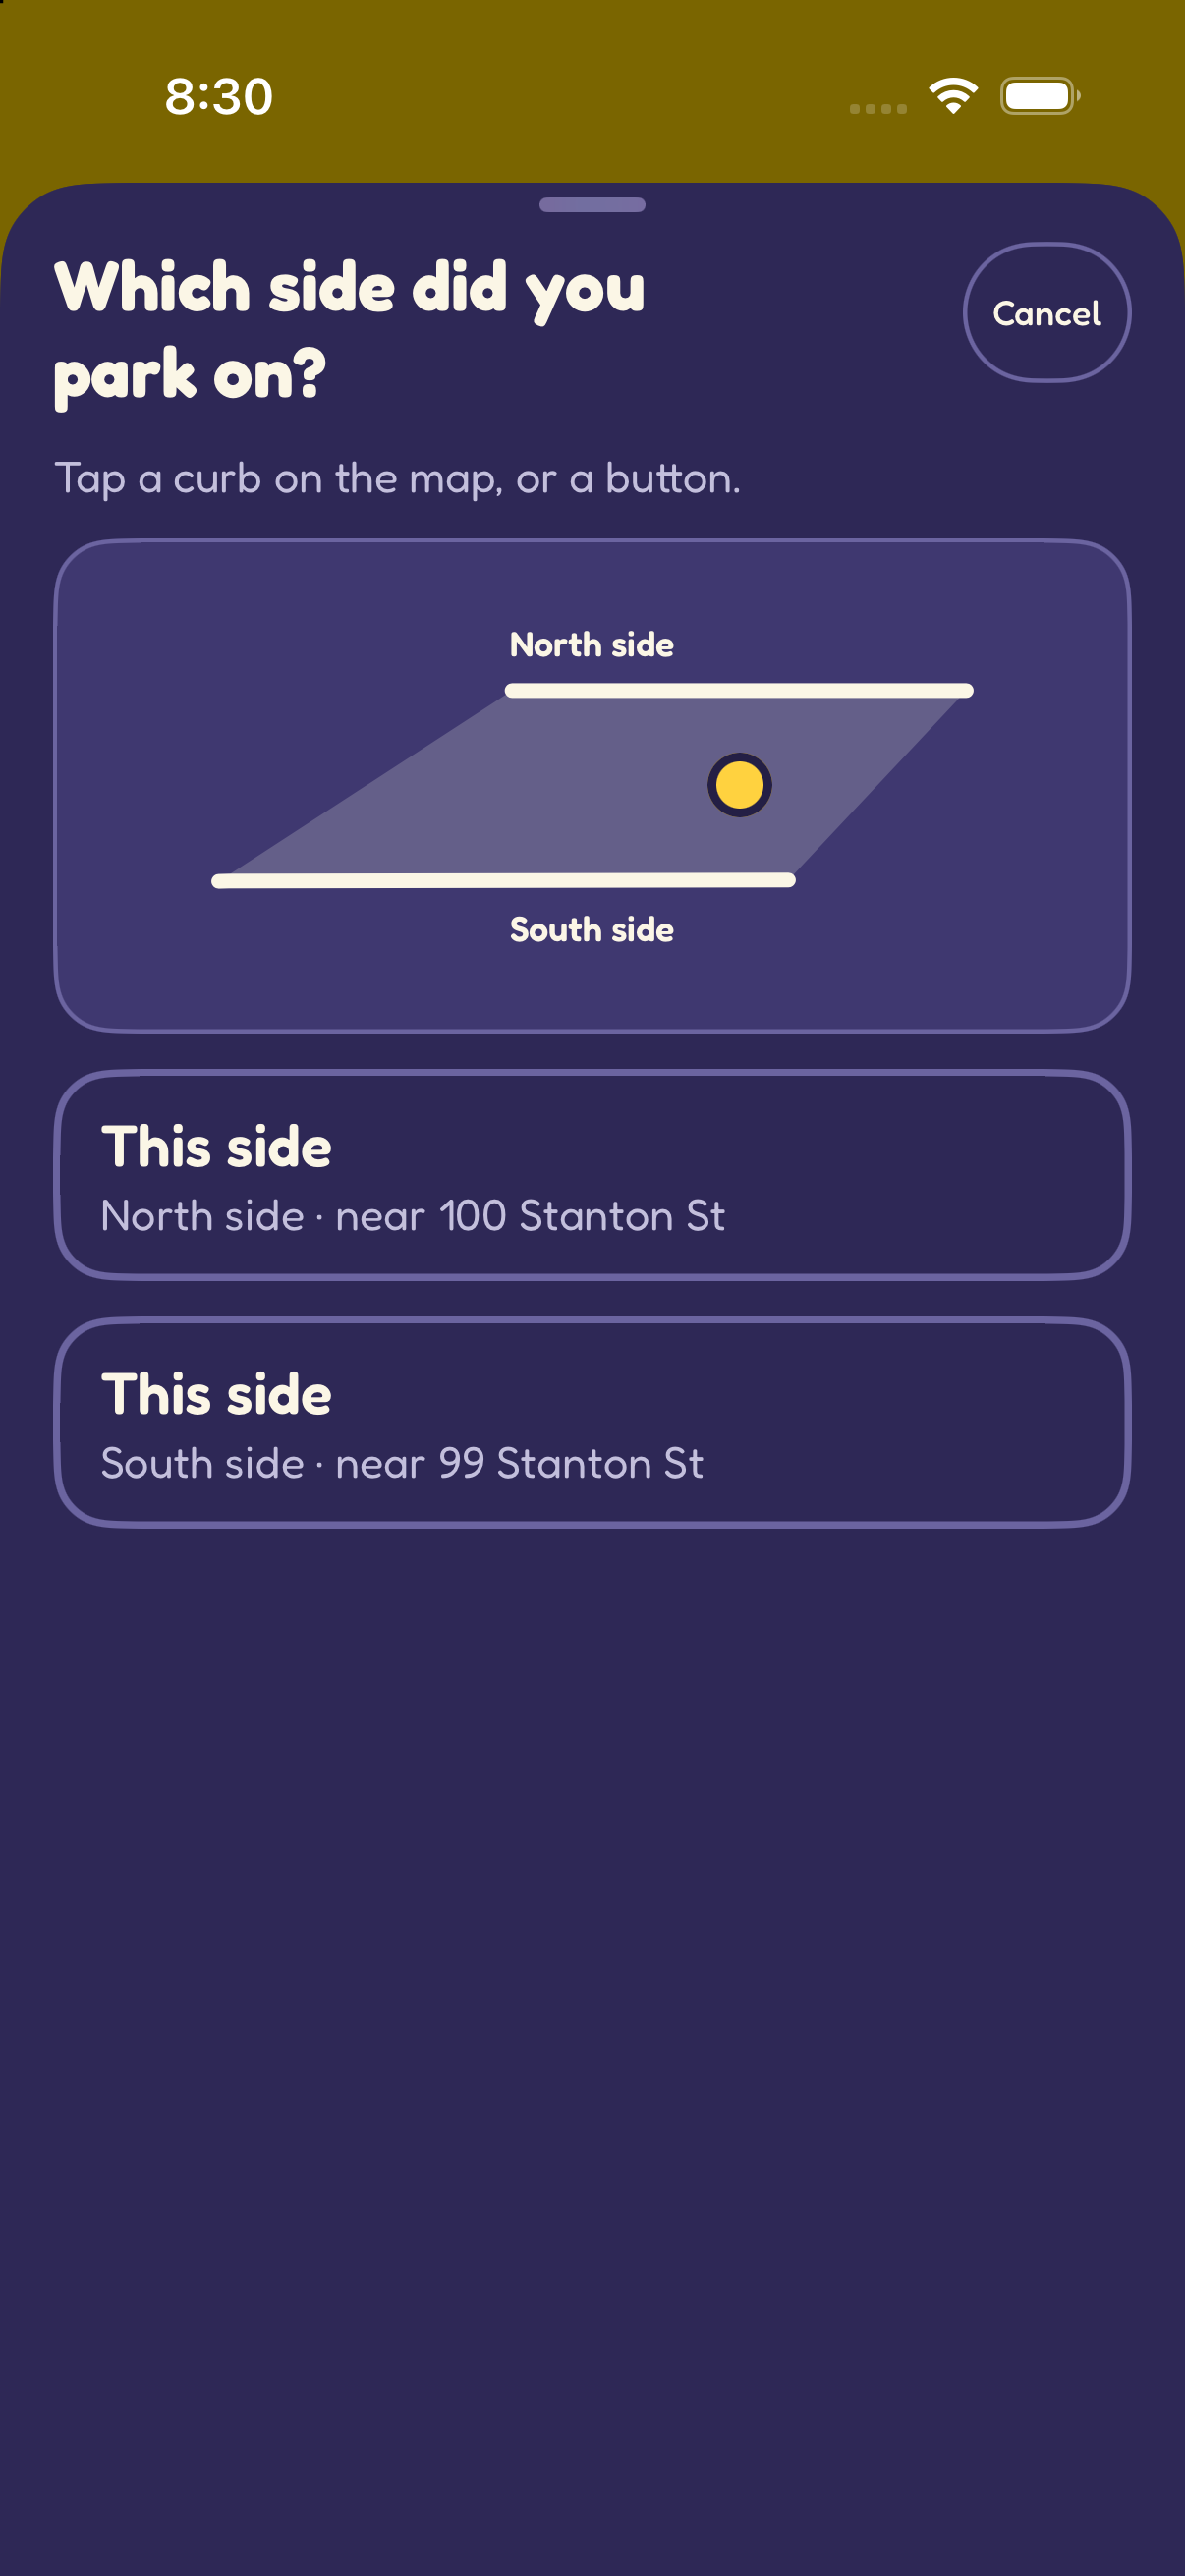 8:30
Which side did you
park on?
Cancel
Tap a curb on the map, or a button.
North side
South side
This side
North side · near 100 Stanton St
This side
South side · near 99 Stanton St